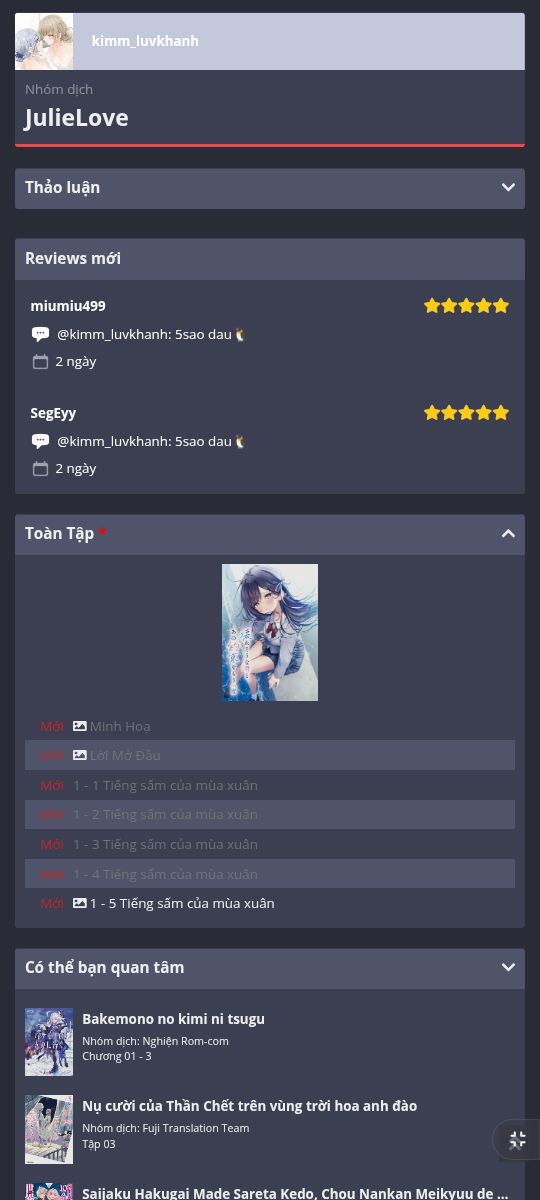 kimm_luvkhanh
Nhóm dịch
JulieLove
Thảo luận
Reviews mới
miumiu499
@kimm_luvkhanh: 5sao dau🐧
2 ngày
SegEyy
@kimm_luvkhanh: 5sao dau🐧
2 ngày
Toàn Tập *
Mới Minh Hoạ
Mới Lời Mở Đầu
Mới 1 - 1 Tiếng sấm của mùa xuân
Mới 1 - 2 Tiếng sấm của mùa xuân
Mới 1 - 3 Tiếng sấm của mùa xuân
Mới 1 - 4 Tiếng sấm của mùa xuân
Mới 1 - 5 Tiếng sấm của mùa xuân
Có thể bạn quan tâm
Bakemono no kimi ni tsugu
Nhóm dịch: Nghiện Rom-com
Chương 01 - 3
Nụ cười của Thần Chết trên vùng trời hoa anh đào
Nhóm dịch: Fuji Translation Team
Tập 03
Saijaku Hakugai Made Sareta Kedo, Chou Nankan Meikyuu de ...